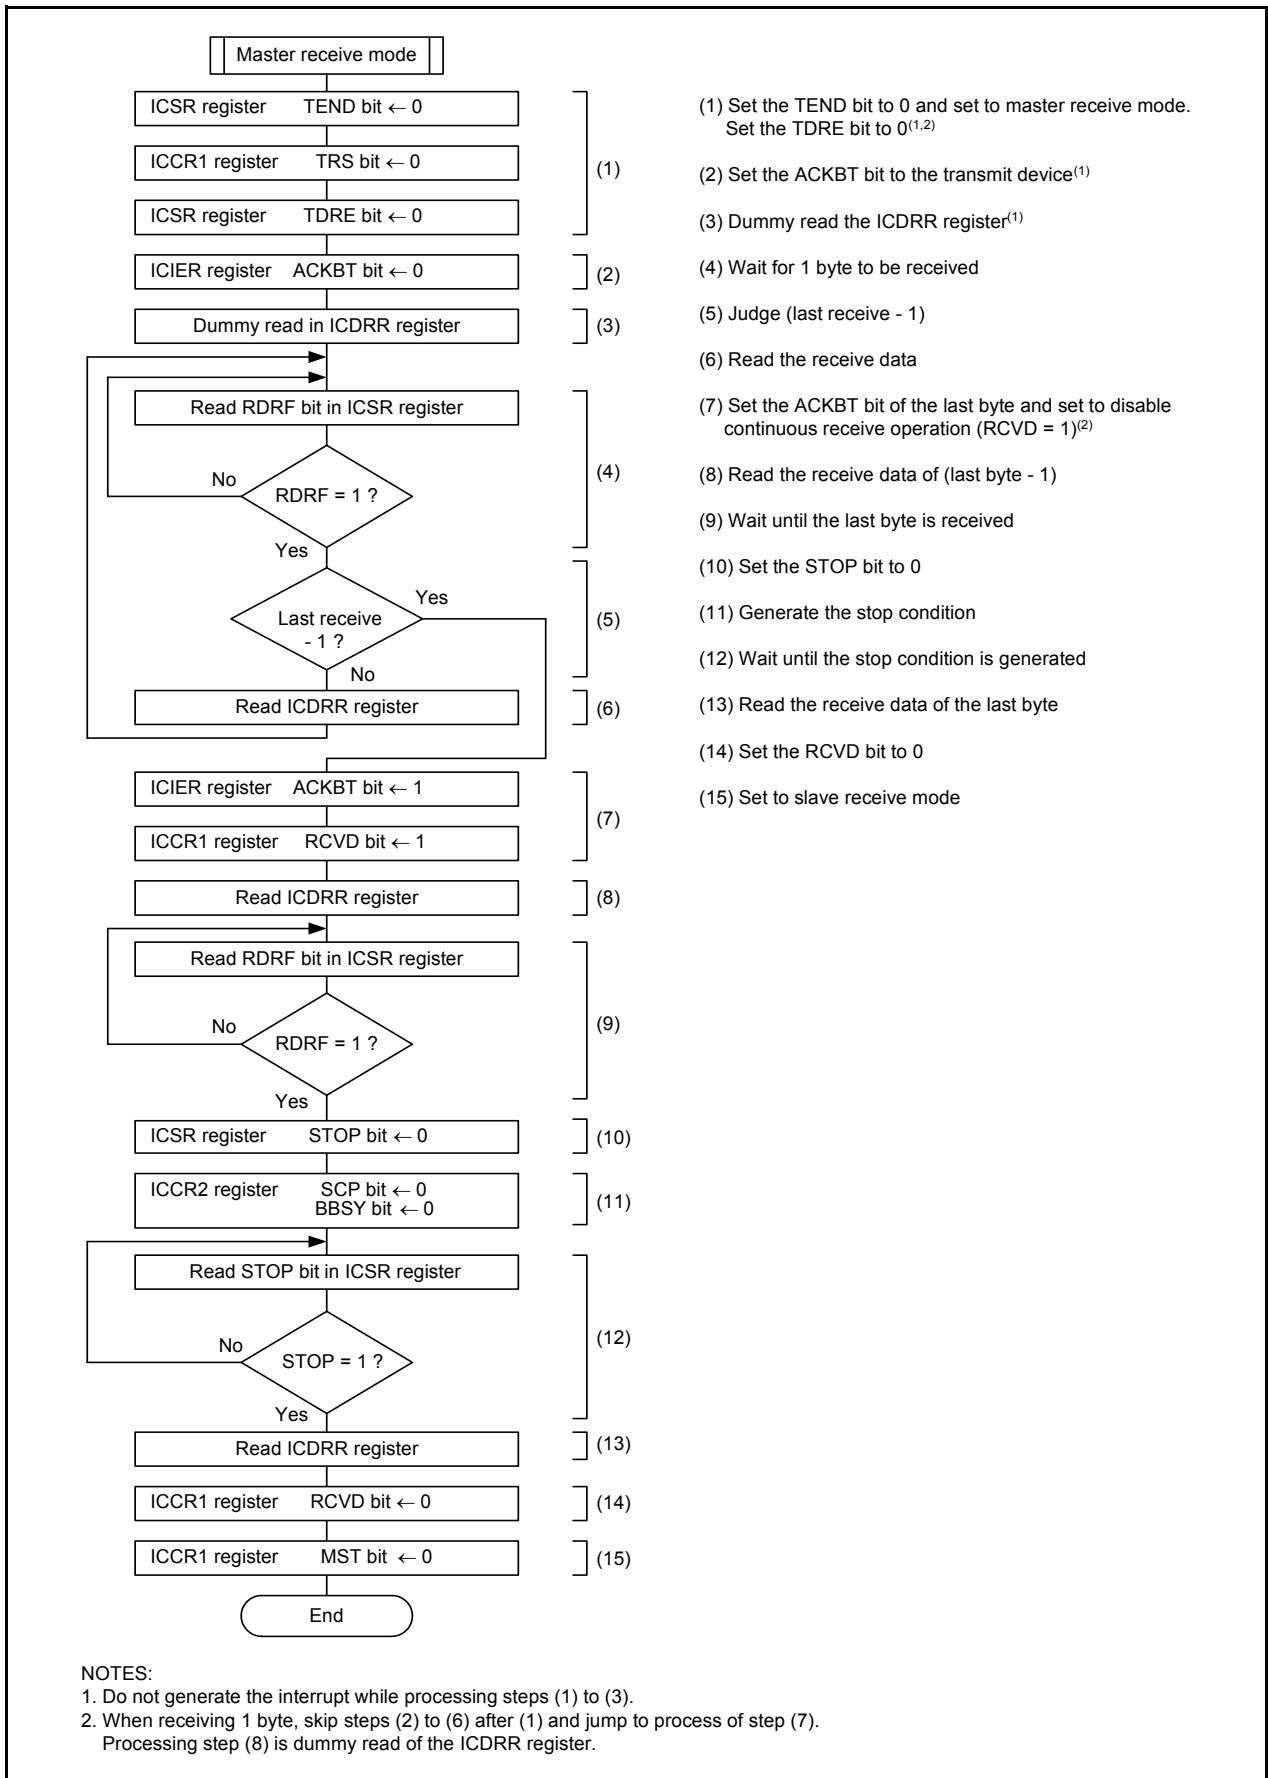 Master receive mode
ICSR register TEND bit ← 0
ICCR1 register TRS bit ← 0
(1)
ICSR register TDRE bit ← 0
ICIER register ACKBT bit ← 0
(2)
Dummy read in ICDRR register
(3)
Read RDRF bit in ICSR register
(4)
No
RDRF = 1 ?
Yes
Yes
Last receive
- 1 ?
(5)
No
Read ICDRR register
(6)
ICIER register ACKBT bit ← 1
(7)
ICCR1 register RCVD bit ← 1
Read ICDRR register
(8)
Read RDRF bit in ICSR register
(9)
No
RDRF = 1 ?
Yes
ICSR register STOP bit ← 0
(10)
ICCR2 register SCP bit ← 0
BBSY bit ← 0
(11)
Read STOP bit in ICSR register
(12)
No
STOP = 1 ?
Yes
Read ICDRR register
(13)
ICCR1 register RCVD bit ← 0
(14)
ICCR1 register MST bit ← 0
(15)
End
(1) Set the TEND bit to 0 and set to master receive mode.
Set the TDRE bit to 0(1,2)
(2) Set the ACKBT bit to the transmit device(1)
(3) Dummy read the ICDRR register(1)
(4) Wait for 1 byte to be received
(5) Judge (last receive - 1)
(6) Read the receive data
(7) Set the ACKBT bit of the last byte and set to disable
continuous receive operation (RCVD = 1)(2)
(8) Read the receive data of (last byte - 1)
(9) Wait until the last byte is received
(10) Set the STOP bit to 0
(11) Generate the stop condition
(12) Wait until the stop condition is generated
(13) Read the receive data of the last byte
(14) Set the RCVD bit to 0
(15) Set to slave receive mode
NOTES:
1. Do not generate the interrupt while processing steps (1) to (3).
2. When receiving 1 byte, skip steps (2) to (6) after (1) and jump to process of step (7).
Processing step (8) is dummy read of the ICDRR register.